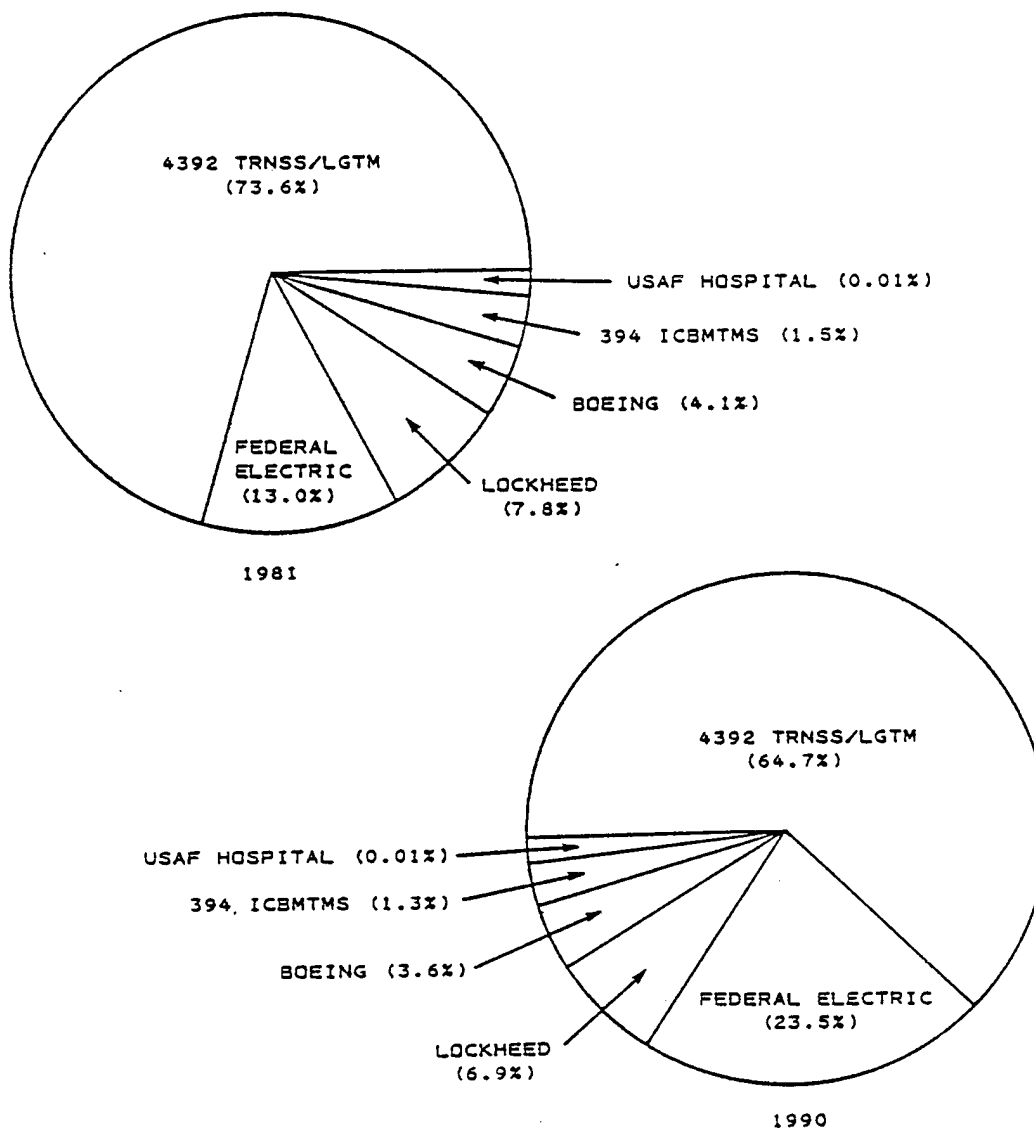 4392 TRNSS/LGTM
(73.6%)
USAF HOSPITAL (0.01%)
394 ICBMTMS (1.5%)
BOEING (4.1%)
LOCKHEED
(7.8%)
FEDERAL
ELECTRIC
(13.0%)
1981
4392 TRNSS/LGTM
(64.7%)
USAF HOSPITAL (0.01%)
394. ICBMTMS (1.3%)
BOEING (3.6%)
LOCKHEED
(6.9%)
FEDERAL ELECTRIC
(23.5%)
1990